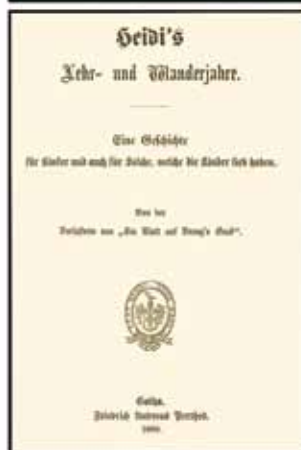 Heidi's
Lehr- und Wanderjahre.
Eine Geschichte
für Kinder und auch für Solche, welche die Kinder lieb haben.
Von der
Verfasserin von „Ein Blatt auf Vrony's Grab“.
Gotha.
Friedrich Andreas Perthes.